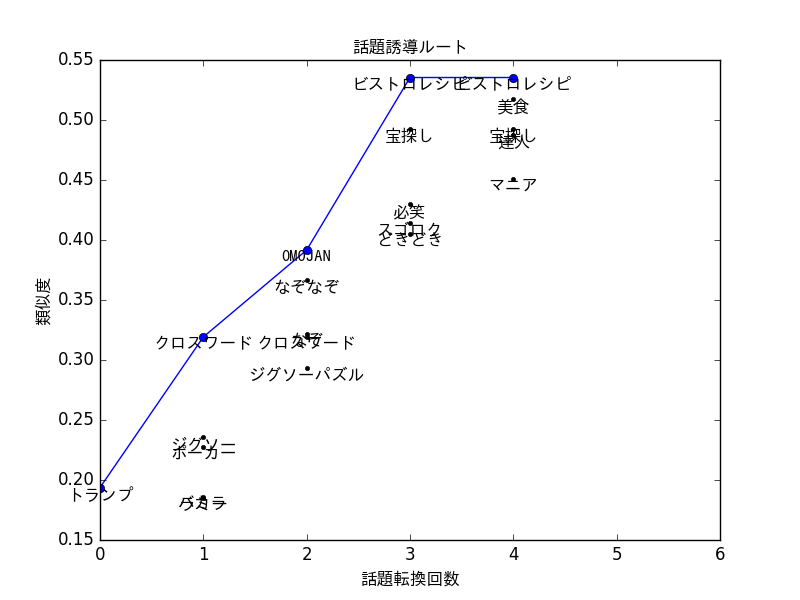 話題誘導ルート
0.55
ビストロレシピ
ビストロレシピ
美食
0.50
宝探し
宝探し
達人
0.45
マニア
必笑
スゴロク
どきどき
0.40
OMOJAN
なぞなぞ
0.35
クロスワード
クロスワード
なぞ
ジグソーパズル
0.30
0.25
ジグソー
ポーカー
0.20
トランプ
0.15
0
1
2
3
4
5
6
類似度
話題転換回数